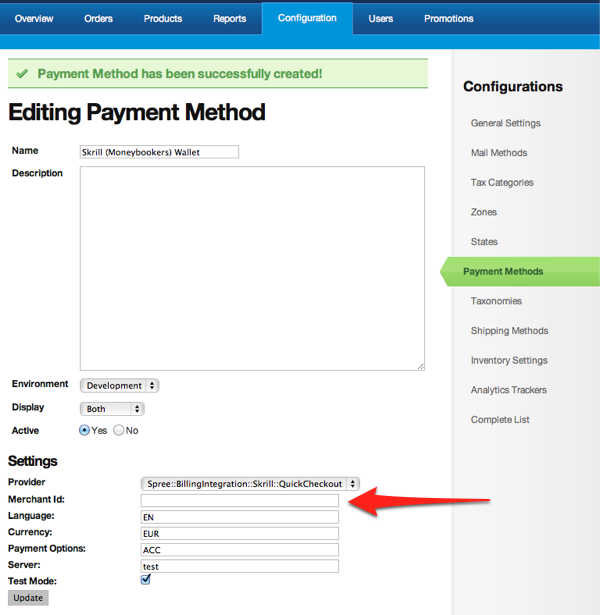 Overview Orders Products Reports Configuration Users Promotions
Payment Method has been successfully created!
Editing Payment Method
Name Skrill (Moneybookers) Wallet
Description
Environment Development
Display Both
Active Yes No
Settings
Provider Spree::BillingIntegration::Skrill::QuickCheckout
Merchant Id:
Language: EN
Currency: EUR
Payment Options: ACC
Server: test
Test Mode:
Update
Configurations
General Settings
Mail Methods
Tax Categories
Zones
States
Payment Methods
Taxonomies
Shipping Methods
Inventory Settings
Analytics Trackers
Complete List